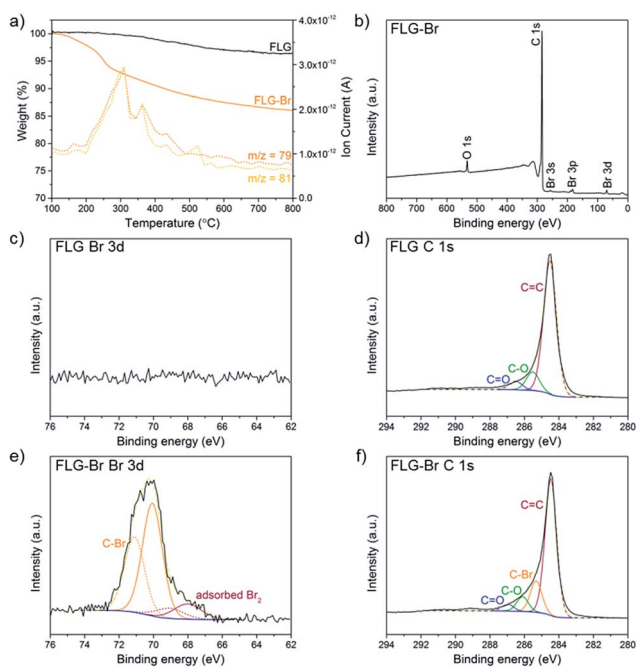 a)
100
95
90
85
80
75
70
Weight (%)
FLG
FLG-Br
m/z = 79
m/z = 81
4.0x10⁻¹²
3.0x10⁻¹²
2.0x10⁻¹²
1.0x10⁻¹²
0.0
Ion Current (A)
100 200 300 400 500 600 700 800
Temperature (°C)
b)
FLG-Br
C 1s
O 1s
Br 3s
Br 3p
Br 3d
Intensity (a.u.)
800 700 600 500 400 300 200 100 0
Binding energy (eV)
c)
FLG Br 3d
Intensity (a.u.)
76 74 72 70 68 66 64 62
Binding energy (eV)
d)
FLG C 1s
C=C
C-O
C=O
Intensity (a.u.)
294 292 290 288 286 284 282 280
Binding energy (eV)
e)
FLG-Br Br 3d
C-Br
adsorbed Br₂
Intensity (a.u.)
76 74 72 70 68 66 64 62
Binding energy (eV)
f)
FLG-Br C 1s
C=C
C-Br
C-O
C=O
Intensity (a.u.)
294 292 290 288 286 284 282 280
Binding energy (eV)